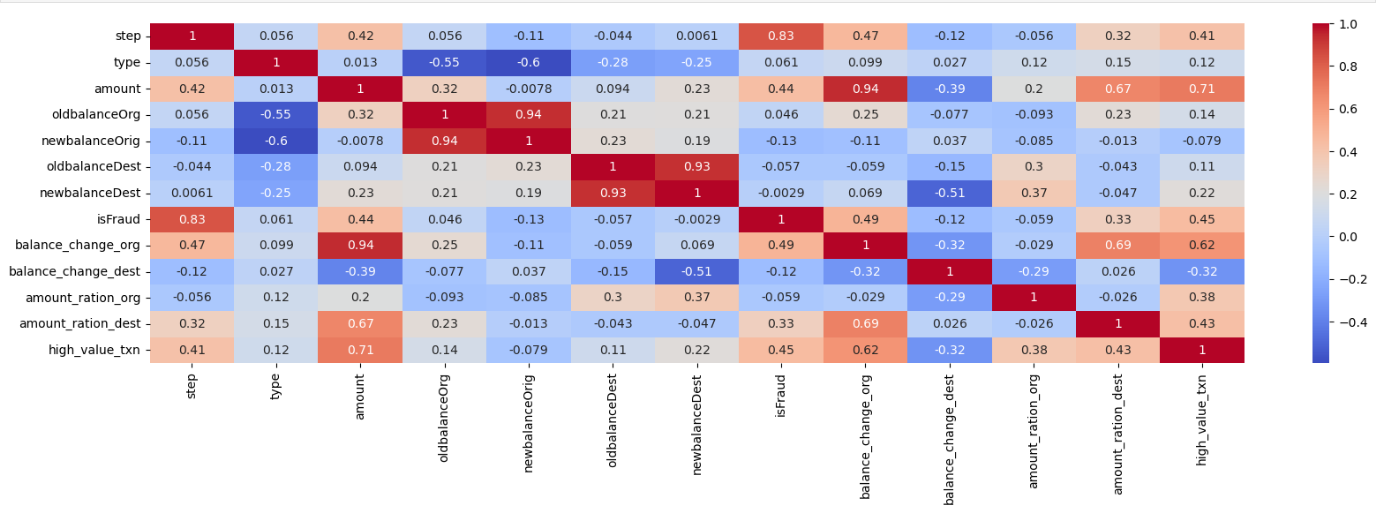 step 1 0.056 0.42 0.056 -0.11 -0.044 0.0061 0.83 0.47 -0.12 -0.056 0.32 0.41
type 0.056 1 0.013 -0.55 -0.6 -0.28 -0.25 0.061 0.099 0.027 0.12 0.15 0.12
amount 0.42 0.013 1 0.32 -0.0078 0.094 0.23 0.44 0.94 -0.39 0.2 0.67 0.71
oldbalanceOrg 0.056 -0.55 0.32 1 0.94 0.21 0.21 0.046 0.25 -0.077 -0.093 0.23 0.14
newbalanceOrig -0.11 -0.6 -0.0078 0.94 1 0.23 0.19 -0.13 -0.11 0.037 -0.085 -0.013 -0.079
oldbalanceDest -0.044 -0.28 0.094 0.21 0.23 1 0.93 -0.057 -0.059 -0.15 0.3 -0.043 0.11
newbalanceDest 0.0061 -0.25 0.23 0.21 0.19 0.93 1 -0.0029 0.069 -0.51 0.37 -0.047 0.22
isFraud 0.83 0.061 0.44 0.046 -0.13 -0.057 -0.0029 1 0.49 -0.12 -0.059 0.33 0.45
balance_change_org 0.47 0.099 0.94 0.25 -0.11 -0.059 0.069 0.49 1 -0.32 -0.029 0.69 0.62
balance_change_dest -0.12 0.027 -0.39 -0.077 0.037 -0.15 -0.51 -0.12 -0.32 1 -0.29 0.026 -0.32
amount_ration_org -0.056 0.12 0.2 -0.093 -0.085 0.3 0.37 -0.059 -0.029 -0.29 1 -0.026 0.38
amount_ration_dest 0.32 0.15 0.67 0.23 -0.013 -0.043 -0.047 0.33 0.69 0.026 -0.026 1 0.43
high_value_txn 0.41 0.12 0.71 0.14 -0.079 0.11 0.22 0.45 0.62 -0.32 0.38 0.43 1
step
type
amount
oldbalanceOrg
newbalanceOrig
oldbalanceDest
newbalanceDest
isFraud
balance_change_org
balance_change_dest
amount_ration_org
amount_ration_dest
high_value_txn
1.0
0.8
0.6
0.4
0.2
0.0
−0.2
−0.4